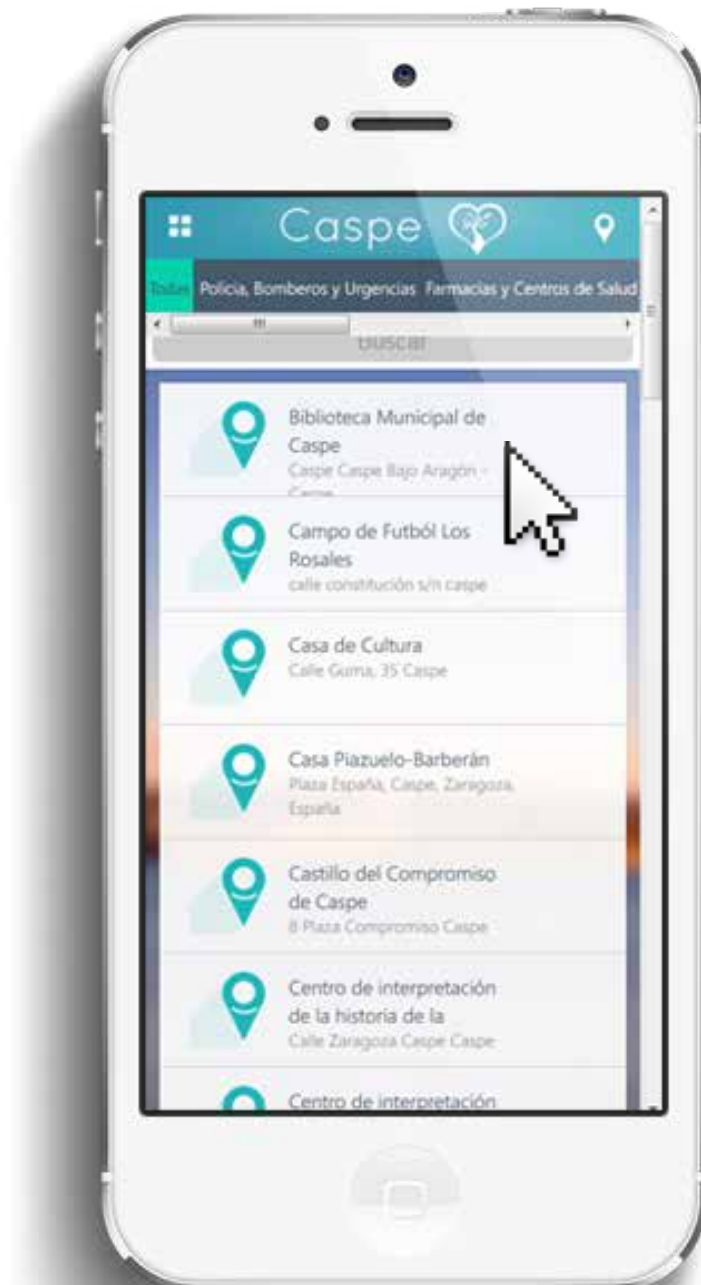 Caspe
Todas Policía, Bomberos y Urgencias Farmacias y Centros de Salud
Buscar
Biblioteca Municipal de
Caspe
Caspe Caspe Bajo Aragón -
Caspe
Campo de Futból Los
Rosales
calle constitución s/n caspe
Casa de Cultura
Calle Guma, 35 Caspe
Casa Piazuelo-Barberán
Plaza España, Caspe, Zaragoza,
España
Castillo del Compromiso
de Caspe
8 Plaza Compromiso Caspe
Centro de interpretación
de la historia de la
Calle Zaragoza Caspe Caspe
Centro de interpretación